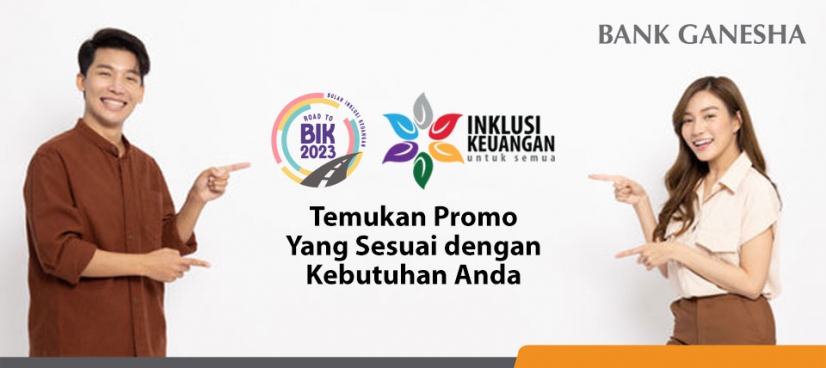 BANK GANESHA
BULAN INKLUSI KEUANGAN
ROAD TO
BIK
2023
INKLUSI
KEUANGAN
untuk semua
Temukan Promo
Yang Sesuai dengan
Kebutuhan Anda